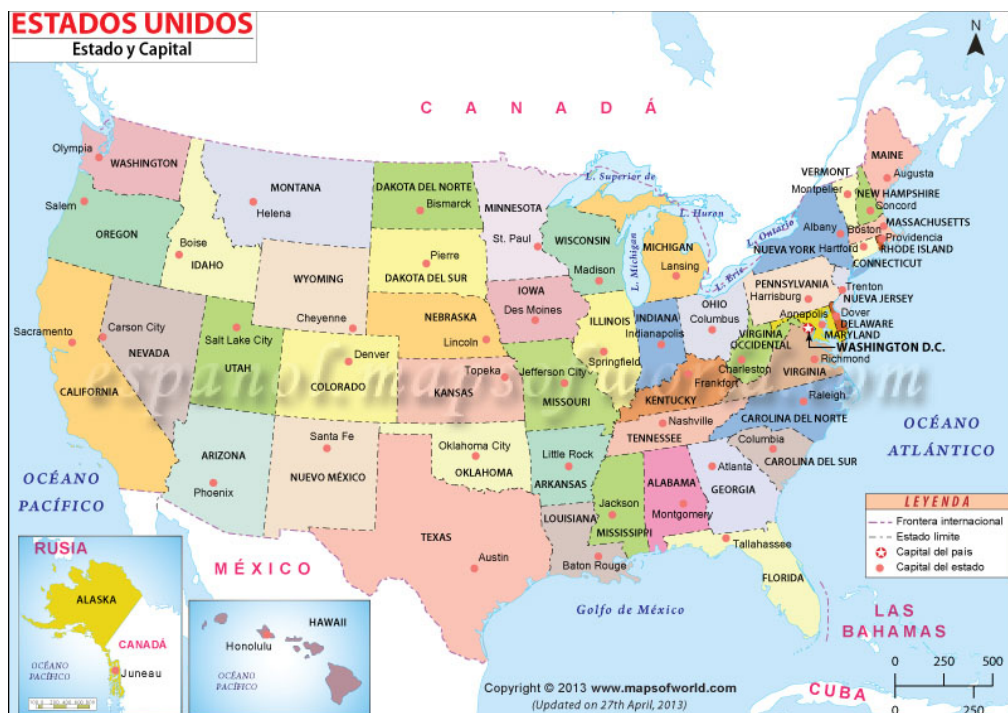 ESTADOS UNIDOS
Estado y Capital
N
C A N A D Á
Olympia
WASHINGTON
MONTANA
Helena
DAKOTA DEL NORTE
Bismarck
MINNESOTA
St. Paul
L. Superior de
L. Huron
L. Michigan
L. Ontario
L. Erie
VERMONT
Montpelier
MAINE
Augusta
NEW HAMPSHIRE
Concord
MASSACHUSETTS
Boston
Albany
NUEVA YORK
Hartford
Providencia
RHODE ISLAND
CONNECTICUT
Salem
OREGON
Boise
IDAHO
WYOMING
Cheyenne
Pierre
DAKOTA DEL SUR
WISCONSIN
Madison
MICHIGAN
Lansing
IOWA
Des Moines
NEBRASKA
Lincoln
ILLINOIS
Springfield
INDIANA
Indianapolis
OHIO
Columbus
PENNSYLVANIA
Harrisburg
Trenton
NUEVA JERSEY
Annapolis
Dover
DELAWARE
MARYLAND
WASHINGTON D.C.
VIRGINIA
OCCIDENTAL
Charleston
Richmond
VIRGINIA
Sacramento
CALIFORNIA
Carson City
NEVADA
Salt Lake City
UTAH
Denver
COLORADO
Topeka
KANSAS
Jefferson City
MISSOURI
Frankfort
KENTUCKY
Raleigh
CAROLINA DEL NORTE
Nashville
TENNESSEE
Columbia
CAROLINA DEL SUR
espanol.mapsofworld.com
ARIZONA
Phoenix
Santa Fe
NUEVO MÉXICO
Oklahoma City
OKLAHOMA
Little Rock
ARKANSAS
Jackson
MISSISSIPPI
ALABAMA
Montgomery
Atlanta
GEORGIA
TEXAS
Austin
LOUISIANA
Baton Rouge
Tallahassee
FLORIDA
OCÉANO
PACÍFICO
OCÉANO
ATLÁNTICO
MÉXICO
Golfo de México
LAS
BAHAMAS
CUBA
LEYENDA
Frontera internacional
Estado límite
Capital del país
Capital del estado
RUSIA
ALASKA
CANADÁ
OCÉANO
PACÍFICO
Juneau
HAWAII
Honolulu
OCÉANO
PACÍFICO
0 250 500
0 250
Copyright © 2013 www.mapsofworld.com
(Updated on 27th April, 2013)